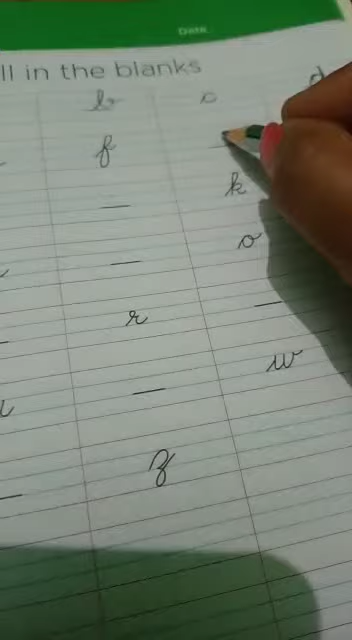 Date
ll in the blanks
b c d
f _
_ k
_ o
r _
u _ w
_ z